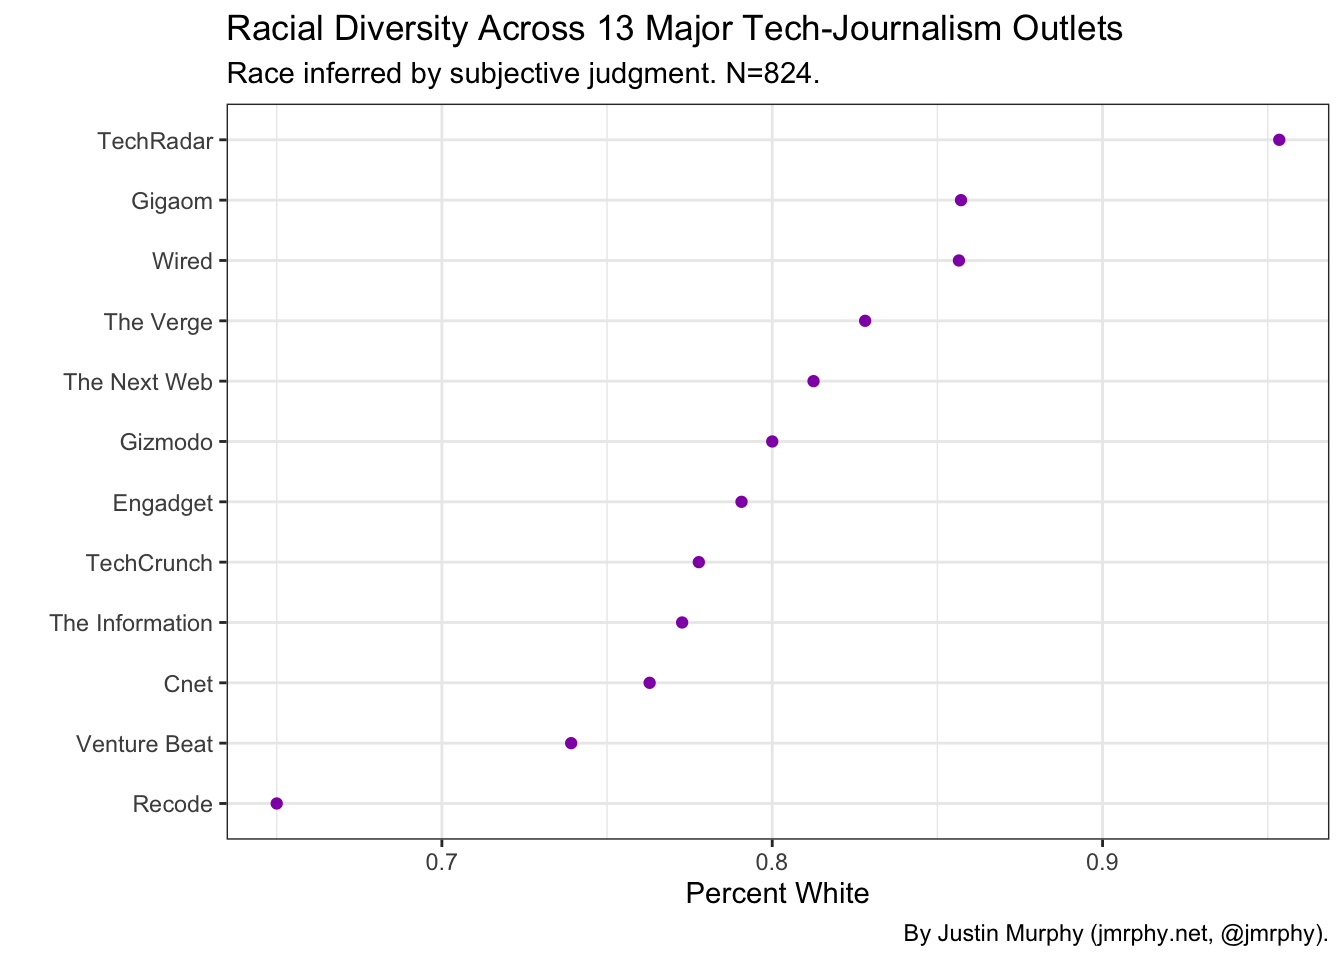 Racial Diversity Across 13 Major Tech-Journalism Outlets
Race inferred by subjective judgment. N=824.
TechRadar
Gigaom
Wired
The Verge
The Next Web
Gizmodo
Engadget
TechCrunch
The Information
Cnet
Venture Beat
Recode
0.7 0.8 0.9
Percent White
By Justin Murphy (jmrphy.net, @jmrphy).